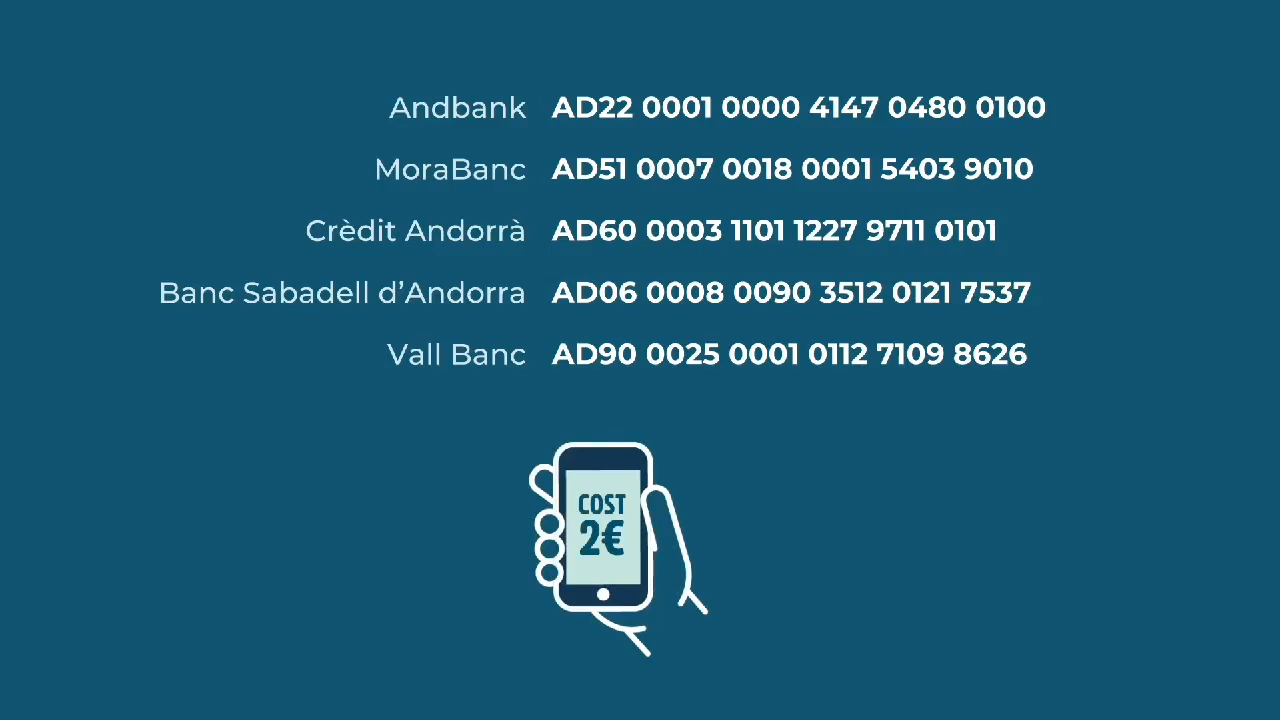 Andbank AD22 0001 0000 4147 0480 0100
MoraBanc AD51 0007 0018 0001 5403 9010
Crèdit Andorrà AD60 0003 1101 1227 9711 0101
Banc Sabadell d’Andorra AD06 0008 0090 3512 0121 7537
Vall Banc AD90 0025 0001 0112 7109 8626
COST
2€